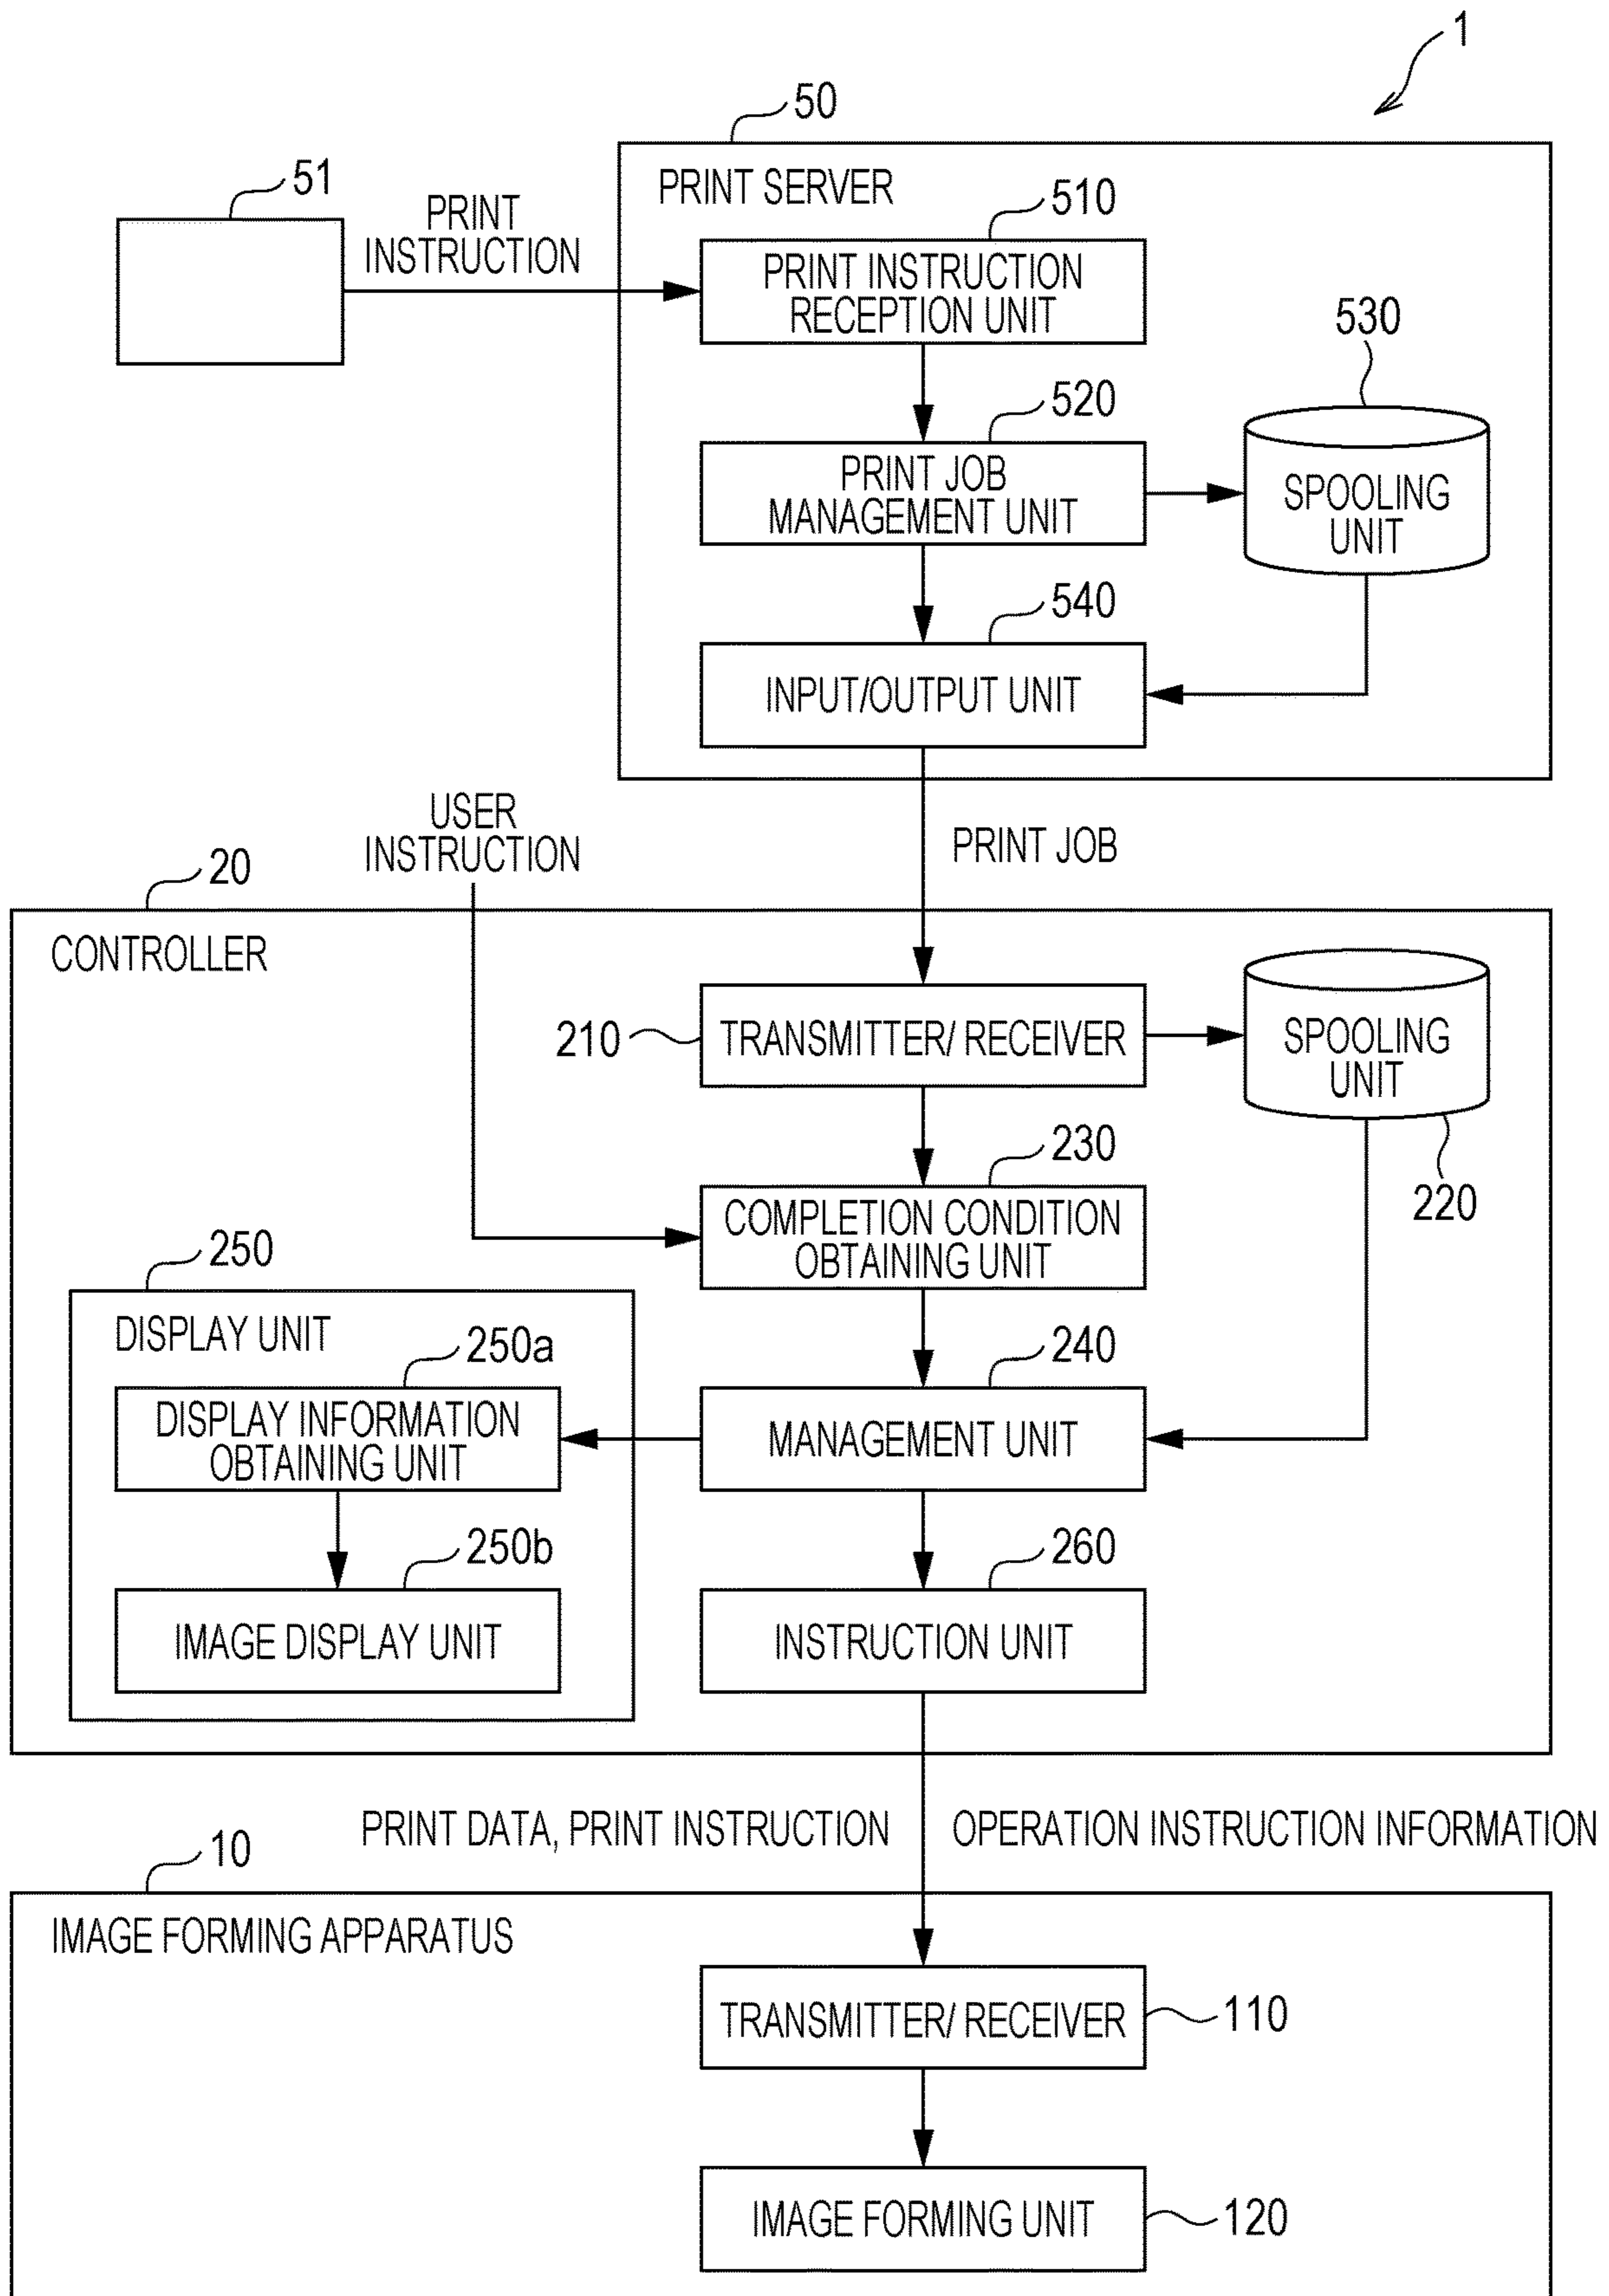 1
50
51
PRINT SERVER
PRINT
INSTRUCTION
510
PRINT INSTRUCTION
RECEPTION UNIT
530
520
PRINT JOB
MANAGEMENT UNIT
SPOOLING
UNIT
540
INPUT/OUTPUT UNIT
USER
INSTRUCTION
PRINT JOB
20
CONTROLLER
210
TRANSMITTER/ RECEIVER
SPOOLING
UNIT
230
220
COMPLETION CONDITION
OBTAINING UNIT
250
DISPLAY UNIT
250a
240
DISPLAY INFORMATION
OBTAINING UNIT
MANAGEMENT UNIT
250b
260
IMAGE DISPLAY UNIT
INSTRUCTION UNIT
PRINT DATA, PRINT INSTRUCTION
OPERATION INSTRUCTION INFORMATION
10
IMAGE FORMING APPARATUS
TRANSMITTER/ RECEIVER
110
IMAGE FORMING UNIT
120